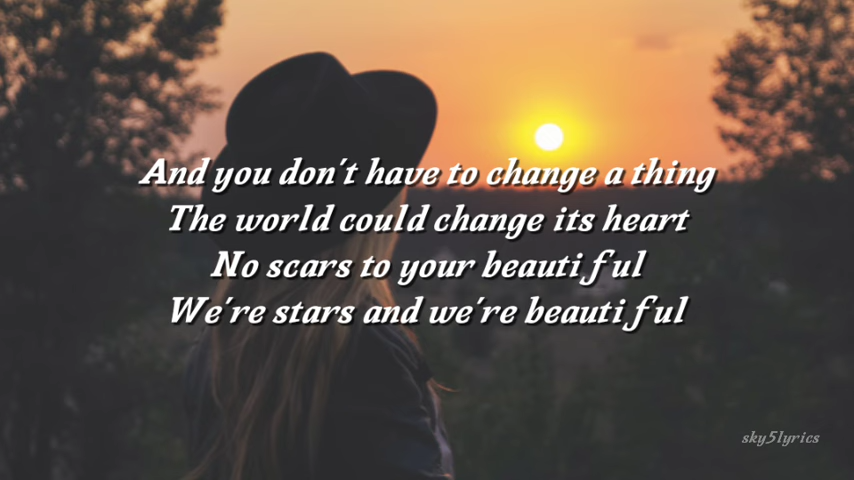 And you don't have to change a thing
The world could change its heart
No scars to your beautiful
We're stars and we're beautiful
sky5lyrics